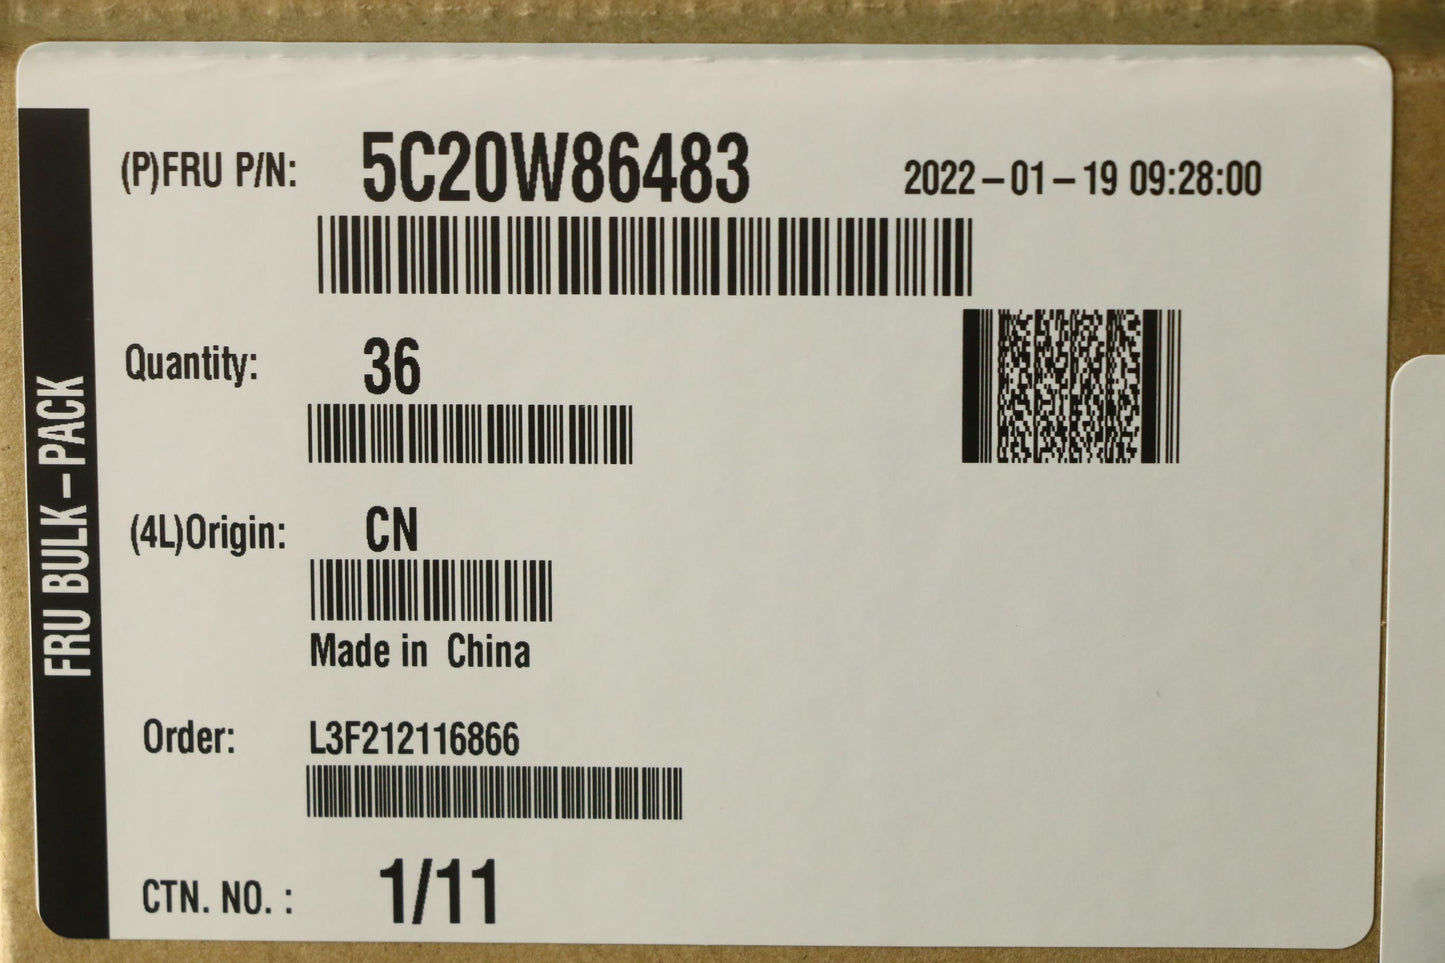 FRU BULK-PACK
(P)FRU P/N: 5C20W86483 2022-01-19 09:28:00
Quantity: 36
(4L)Origin: CN
Made in China
Order: L3F212116866
CTN. NO. : 1/11